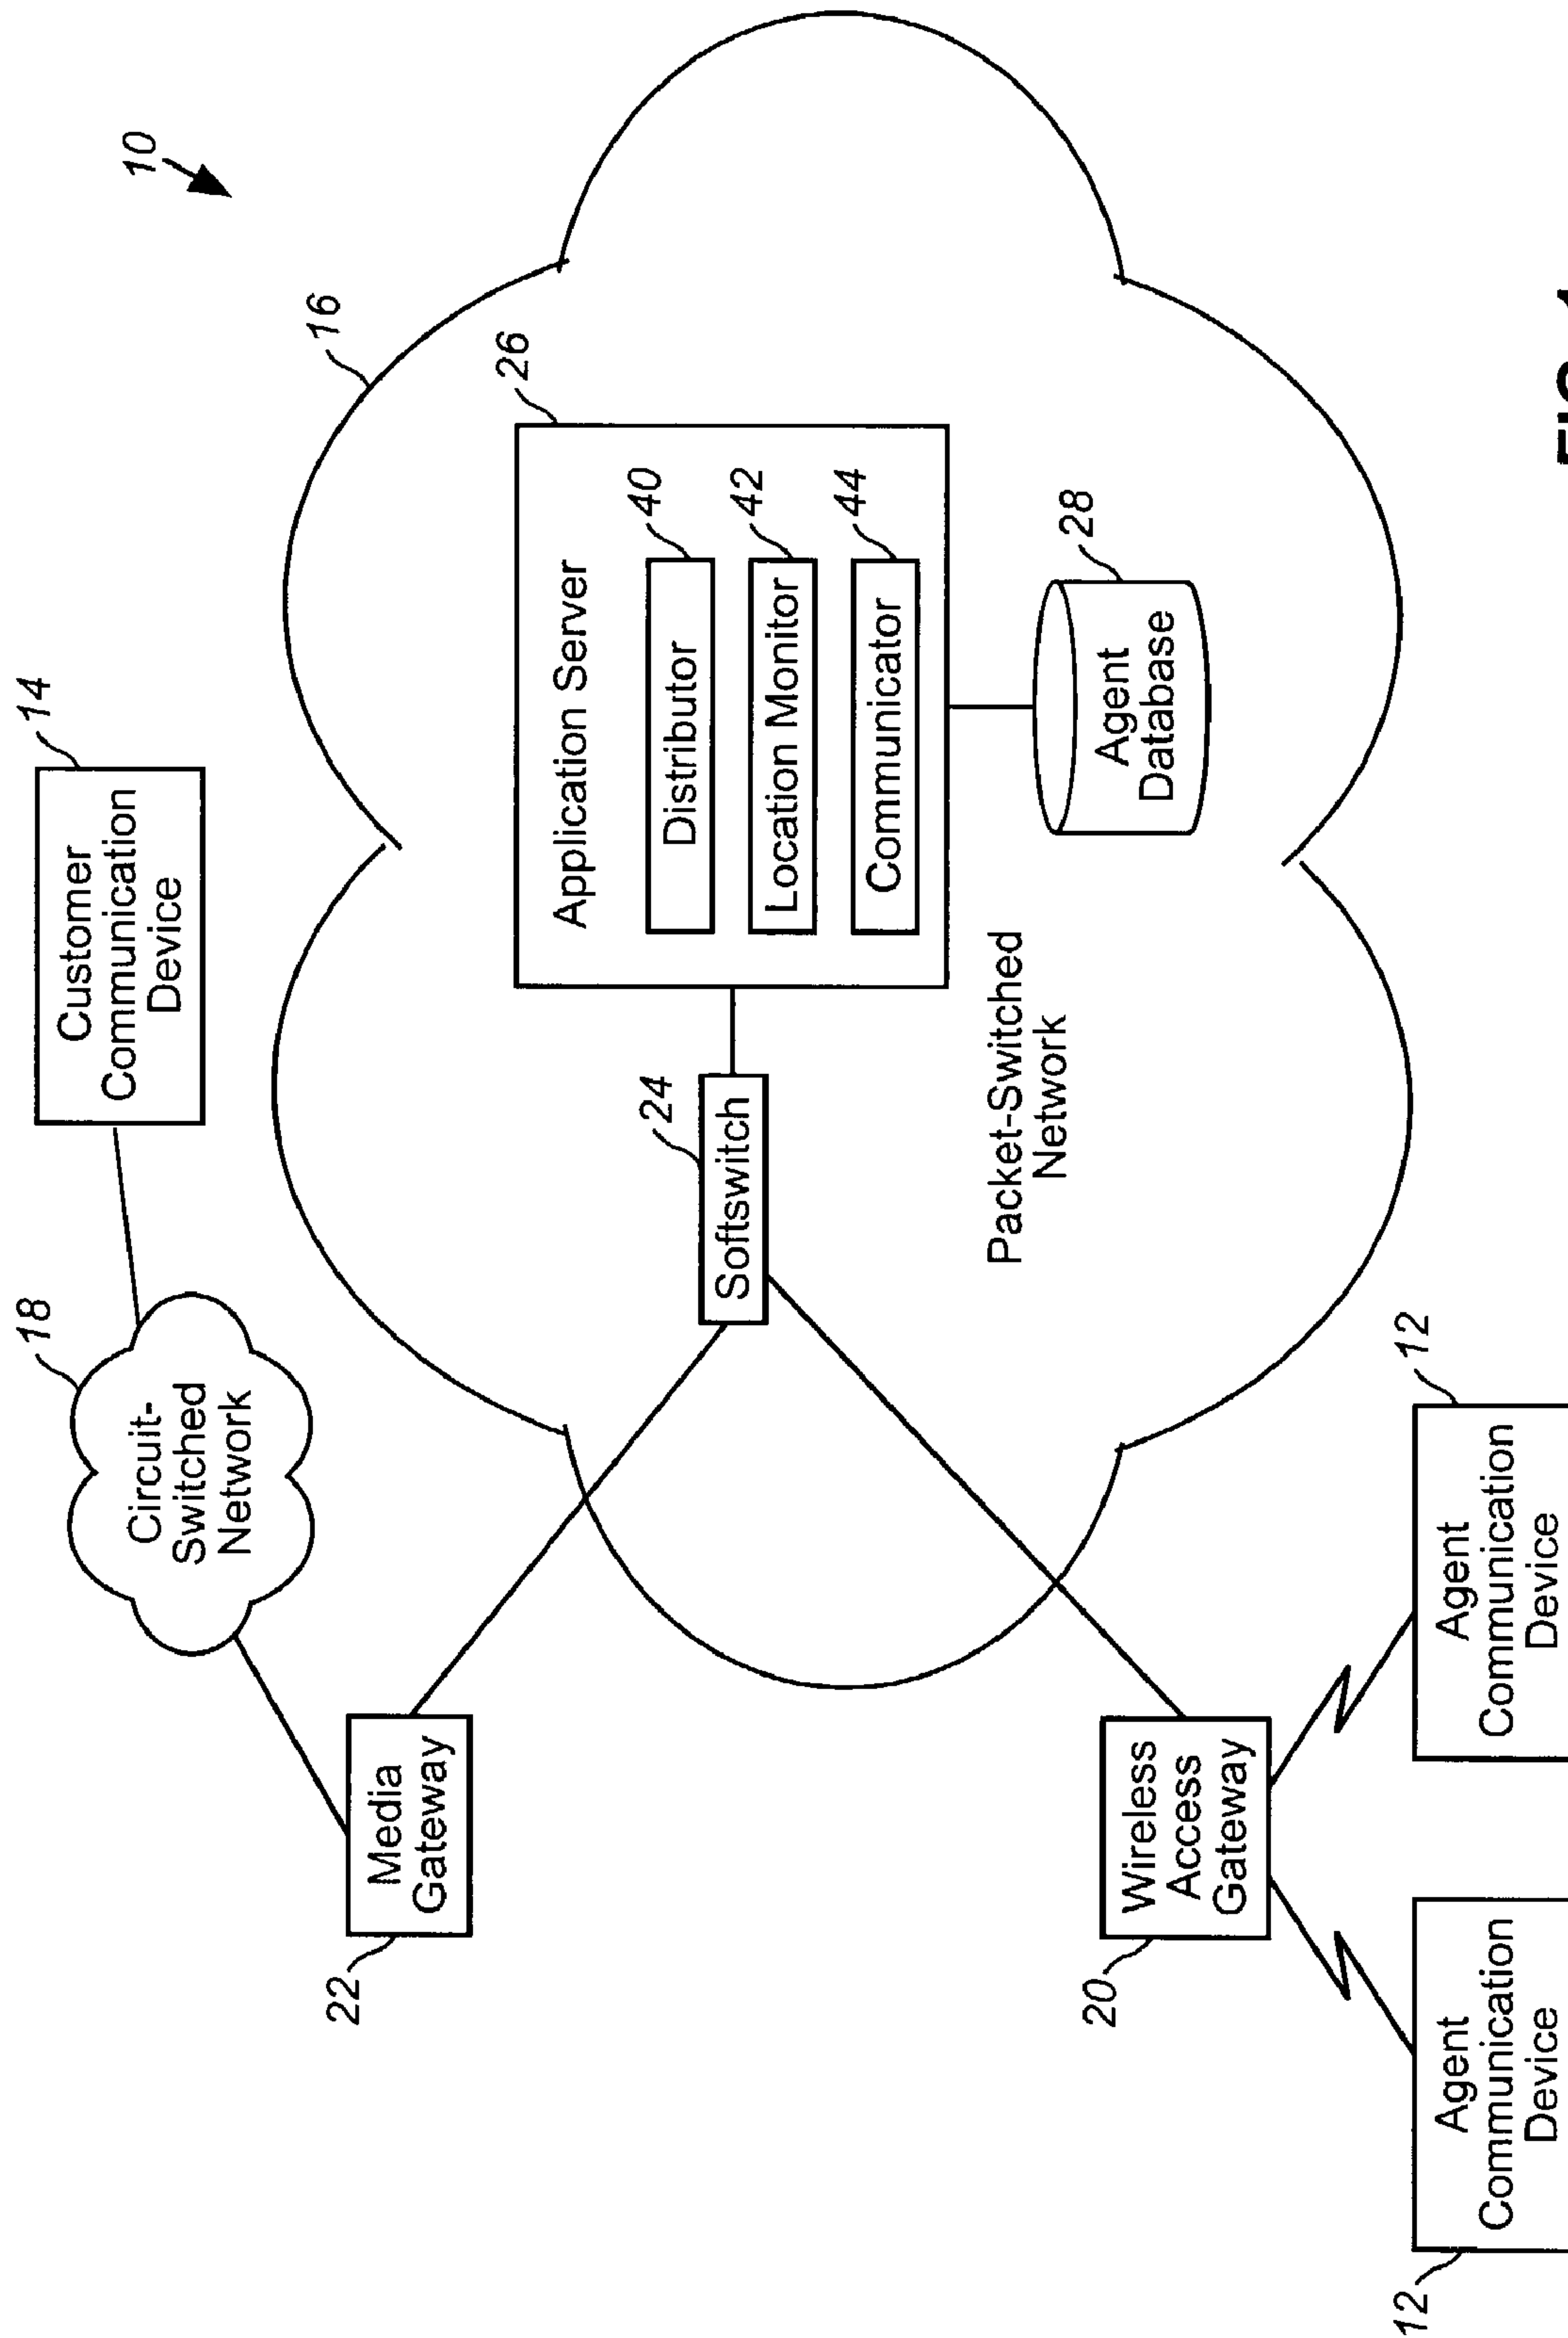 10
14
Customer
Communication
Device
18
Circuit-
Switched
Network
16
22
Media
Gateway
26
Application Server
Distributor
40
Location Monitor
42
Communicator
44
24
Softswitch
Agent
Database
28
Packet-Switched
Network
20
Wireless
Access
Gateway
12
Agent
Communication
Device
Agent
Communication
Device
12